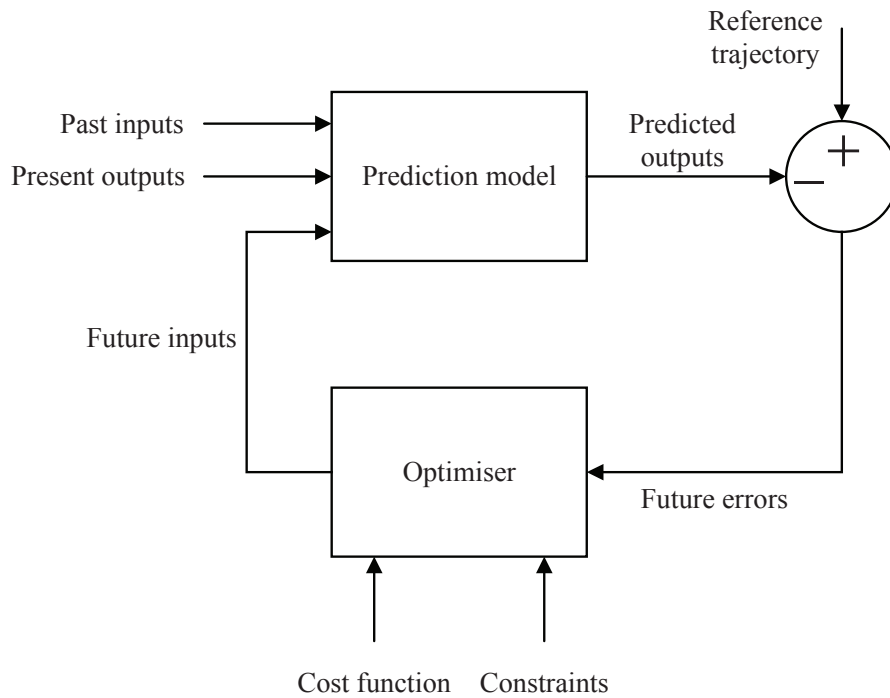 Reference
trajectory
Past inputs
Predicted
outputs
Present outputs
Prediction model
+
−
Future inputs
Optimiser
Future errors
Cost function
Constraints